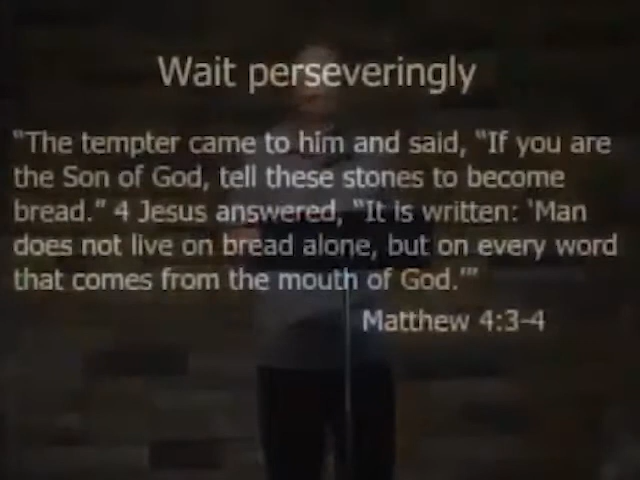 Wait perseveringly
“The tempter came to him and said, “If you are
the Son of God, tell these stones to become
bread.” 4 Jesus answered, “It is written: ‘Man
does not live on bread alone, but on every word
that comes from the mouth of God.’”
Matthew 4:3-4